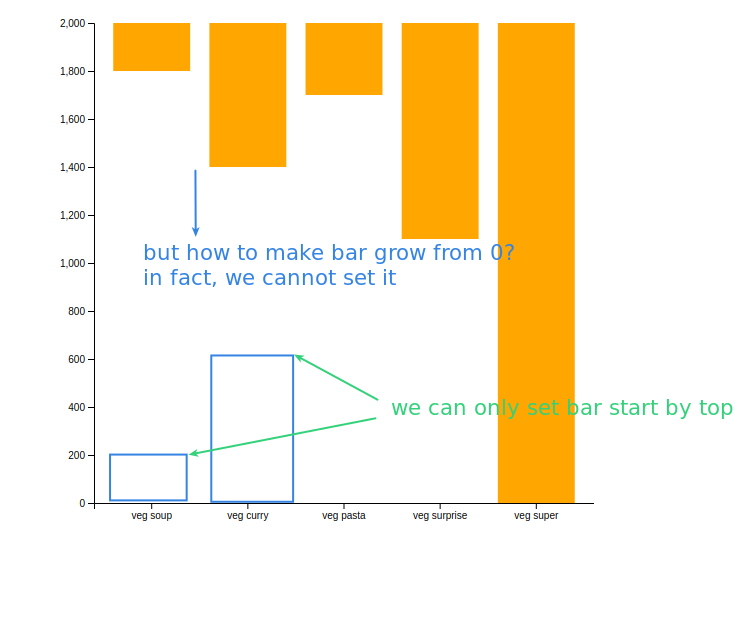 2,000
1,800
1,600
1,400
1,200
but how to make bar grow from 0?
1,000
in fact, we cannot set it
800
600
400
we can only set bar start by top
200
0
veg soup veg curry veg pasta veg surprise veg super